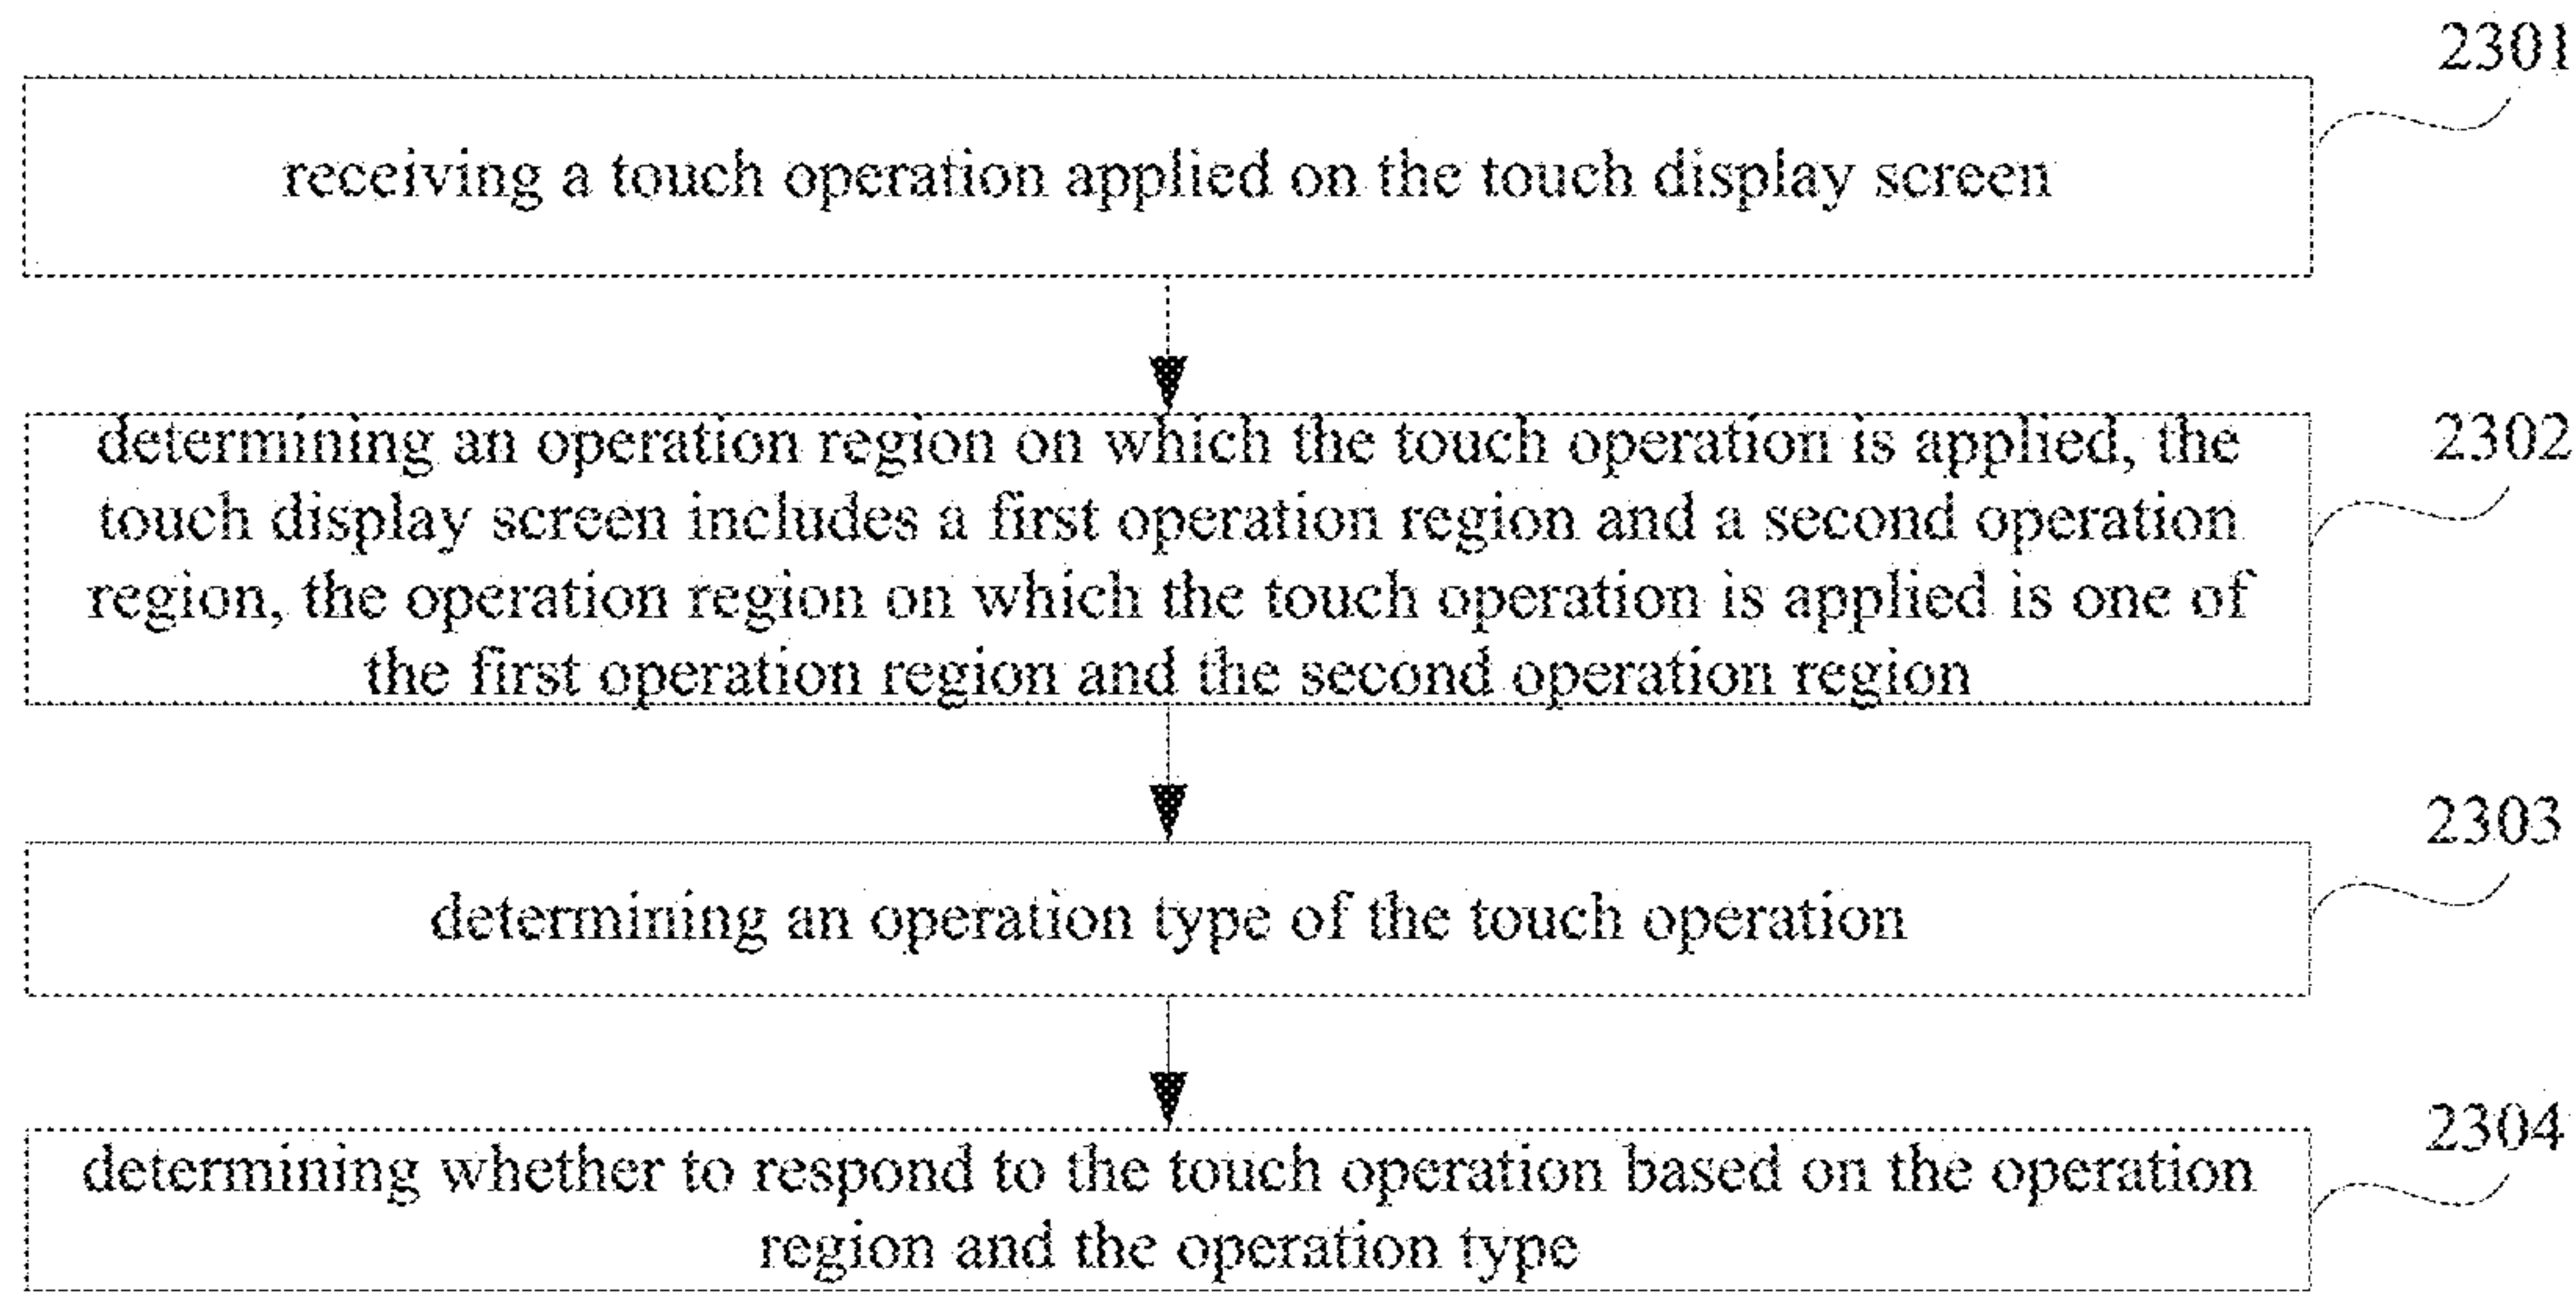 2301
receiving a touch operation applied on the touch display screen
determining an operation region on which the touch operation is applied, the
2302
touch display screen includes a first operation region and a second operation
region, the operation region on which the touch operation is applied is one of
the first operation region and the second operation region
2303
determining an operation type of the touch operation
2304
determining whether to respond to the touch operation based on the operation
region and the operation type